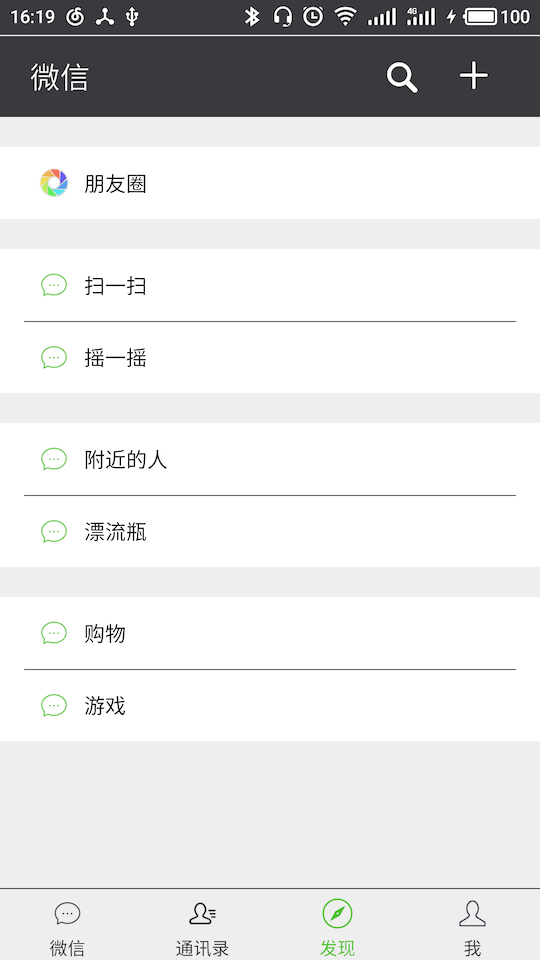 16:19 4G 100
微信
朋友圈
扫一扫
摇一摇
附近的人
漂流瓶
购物
游戏
微信 通讯录 发现 我